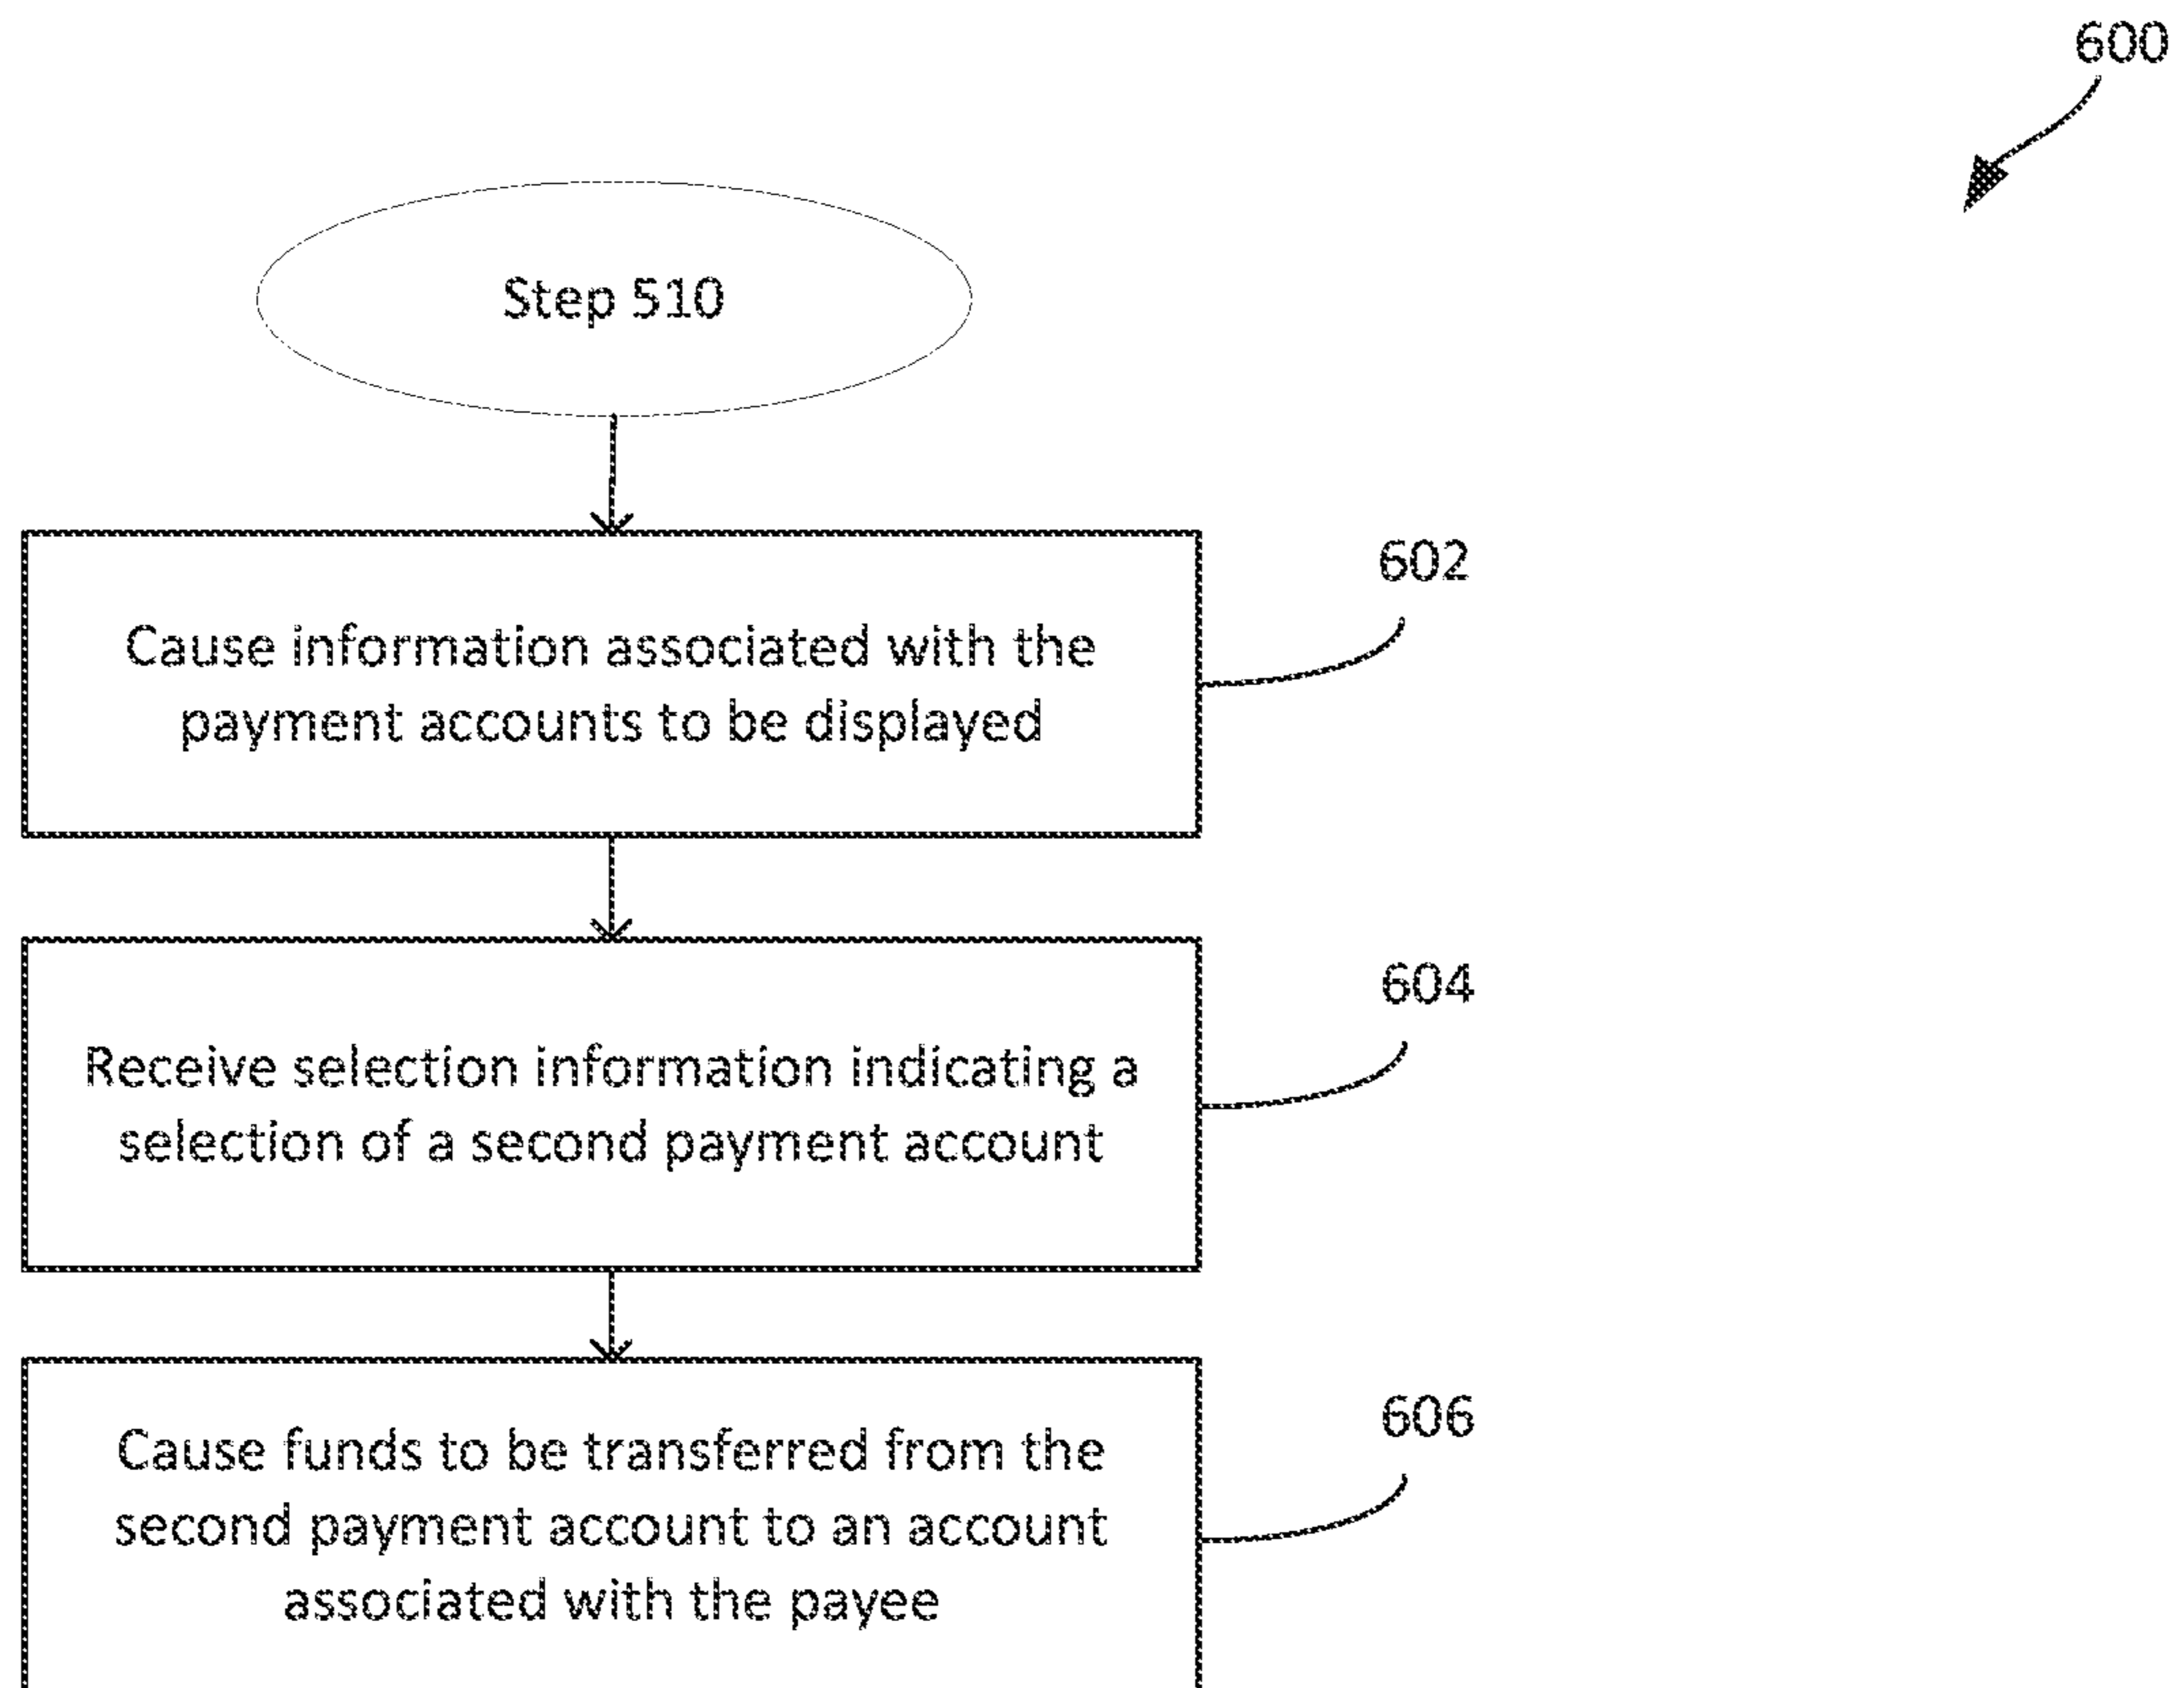 600
Step 510
602
Cause information associated with the
payment accounts to be displayed
604
Receive selection information indicating a
selection of a second payment account
606
Cause funds to be transferred from the
second payment account to an account
associated with the payee